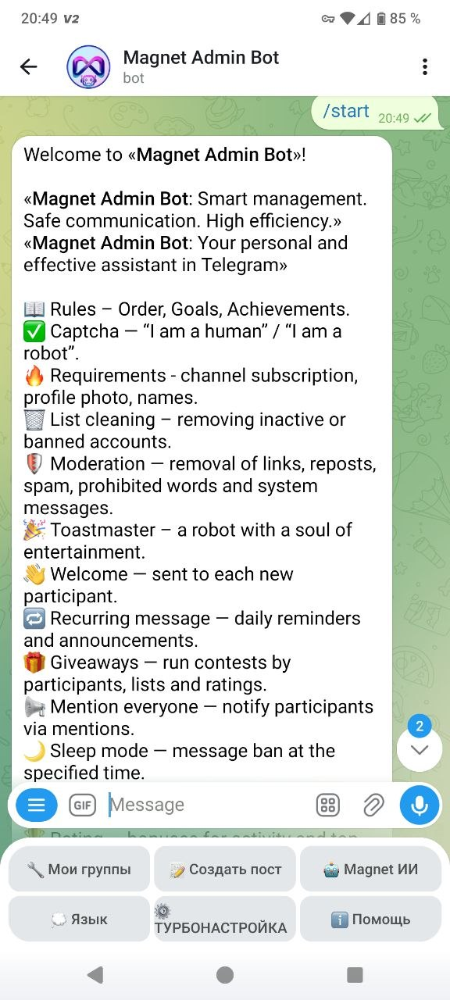 20:49 V2
85 %
Magnet Admin Bot
bot
/start 20:49
Welcome to «Magnet Admin Bot»!
«Magnet Admin Bot: Smart management.
Safe communication. High efficiency.»
«Magnet Admin Bot: Your personal and
effective assistant in Telegram»
📖 Rules – Order, Goals, Achievements.
✅ Captcha — “I am a human” / “I am a
robot”.
🔥 Requirements - channel subscription,
profile photo, names.
🗑 List cleaning – removing inactive or
banned accounts.
🛡 Moderation — removal of links, reposts,
spam, prohibited words and system
messages.
🎉 Toastmaster – a robot with a soul of
entertainment.
👋 Welcome — sent to each new
participant.
🔁 Recurring message — daily reminders
and announcements.
🎁 Giveaways — run contests by
participants, lists and ratings.
📢 Mention everyone — notify participants
via mentions.
🌙 Sleep mode — message ban at the
specified time.
2
GIF Message
Rating — bonuses for activity and top
🔧 Мои группы
📝 Создать пост
🤖 Magnet ИИ
💭 Язык
⚙️ ТУРБОНАСТРОЙКА
ℹ️ Помощь